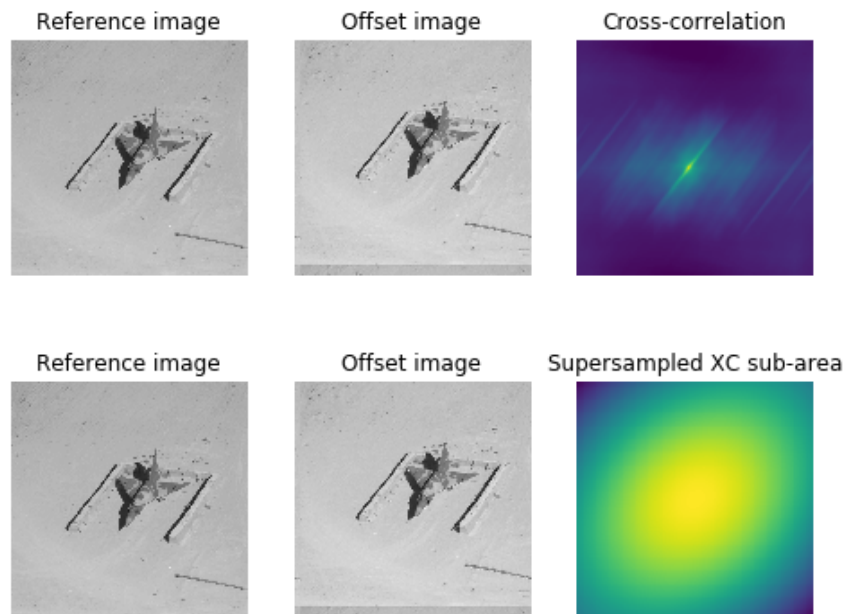 Reference image
Offset image
Cross-correlation
Reference image
Offset image
Supersampled XC sub-area